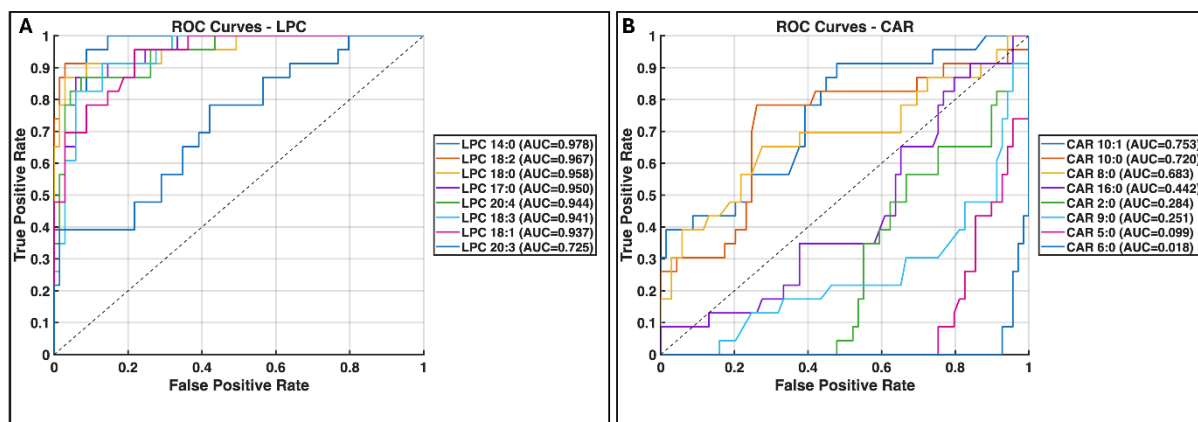 A
ROC Curves - LPC
True Positive Rate
1
0.9
0.8
0.7
0.6
0.5
0.4
0.3
0.2
0.1
0
0
0.2
0.4
0.6
0.8
1
False Positive Rate
LPC 14:0 (AUC=0.978)
LPC 18:2 (AUC=0.967)
LPC 18:0 (AUC=0.958)
LPC 17:0 (AUC=0.950)
LPC 20:4 (AUC=0.944)
LPC 18:3 (AUC=0.941)
LPC 18:1 (AUC=0.937)
LPC 20:3 (AUC=0.725)
B
ROC Curves - CAR
True Positive Rate
1
0.9
0.8
0.7
0.6
0.5
0.4
0.3
0.2
0.1
0
0
0.2
0.4
0.6
0.8
1
False Positive Rate
CAR 10:1 (AUC=0.753)
CAR 10:0 (AUC=0.720)
CAR 8:0 (AUC=0.683)
CAR 16:0 (AUC=0.442)
CAR 2:0 (AUC=0.284)
CAR 9:0 (AUC=0.251)
CAR 5:0 (AUC=0.099)
CAR 6:0 (AUC=0.018)